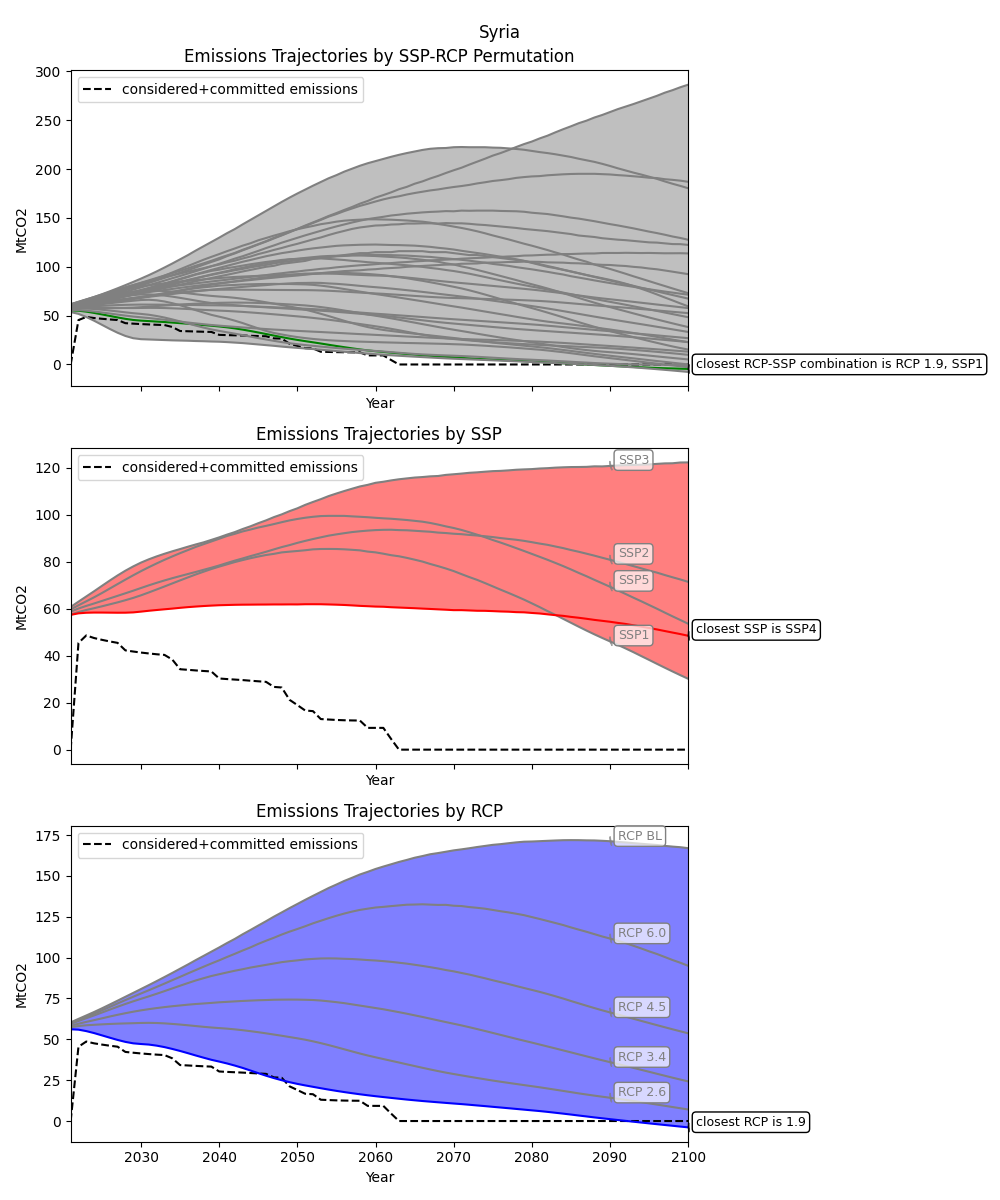 Syria
Emissions Trajectories by SSP-RCP Permutation
considered+committed emissions
300
250
200
150
100
50
0
MtCO2
Year
closest RCP-SSP combination is RCP 1.9, SSP1
Emissions Trajectories by SSP
considered+committed emissions
120
100
80
60
40
20
0
MtCO2
Year
SSP3
SSP2
SSP5
SSP1
closest SSP is SSP4
Emissions Trajectories by RCP
considered+committed emissions
175
150
125
100
75
50
25
0
MtCO2
RCP BL
RCP 6.0
RCP 4.5
RCP 3.4
RCP 2.6
closest RCP is 1.9
2030 2040 2050 2060 2070 2080 2090 2100
Year